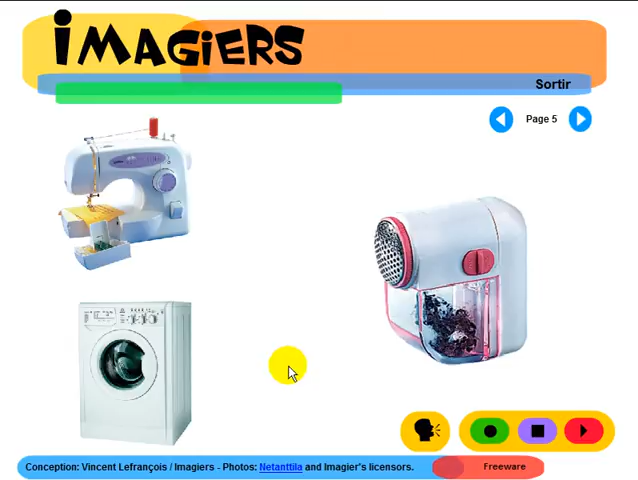 iMAGiERS
Sortir
Page 5
Conception: Vincent Lefrançois / Imagiers - Photos: Netanttila and Imagier's licensors.
Freeware